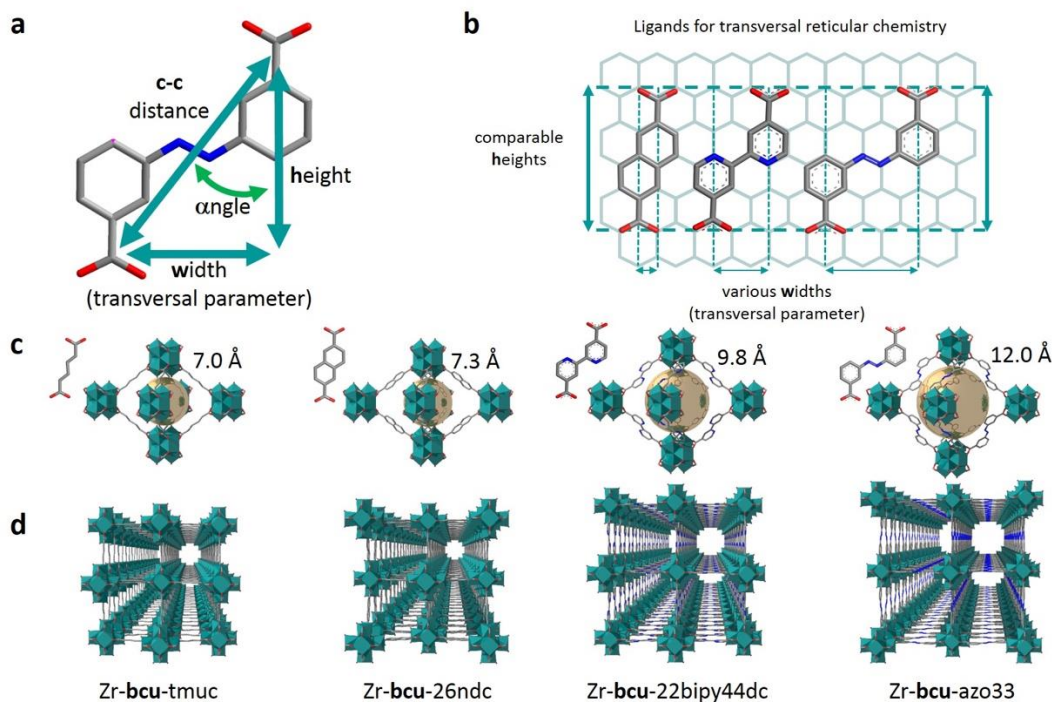 a
c-c
distance
height
αngle
width
(transversal parameter)
b
Ligands for transversal reticular chemistry
comparable
heights
various widths
(transversal parameter)
c
7.0 Å
7.3 Å
9.8 Å
12.0 Å
d
Zr-bcu-tmuc
Zr-bcu-26ndc
Zr-bcu-22bipy44dc
Zr-bcu-azo33